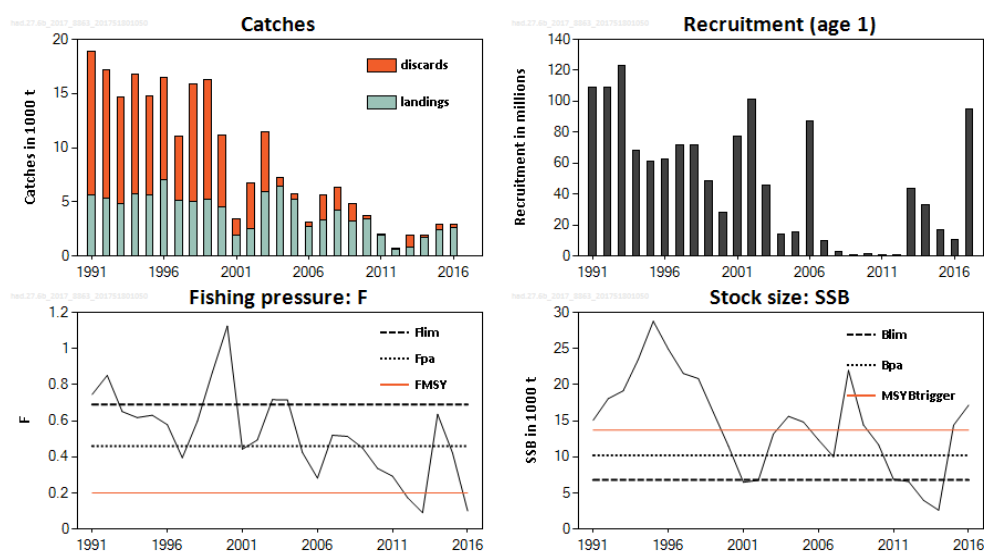 had.27.6b_2017_8863_201751801050
Catches
20
15
10
5
0
Catches in 1000 t
discards
landings
1991 1996 2001 2006 2011 2016
Recruitment (age 1)
140
120
100
80
60
40
20
0
Recruitment in millions
1991 1996 2001 2006 2011 2016
Fishing pressure: F
1.2
1
0.8
0.6
0.4
0.2
0
F
Flim
Fpa
FMSY
1991 1996 2001 2006 2011 2016
Stock size: SSB
30
25
20
15
10
5
0
SSB in 1000 t
Blim
Bpa
MSYBtrigger
1991 1996 2001 2006 2011 2016